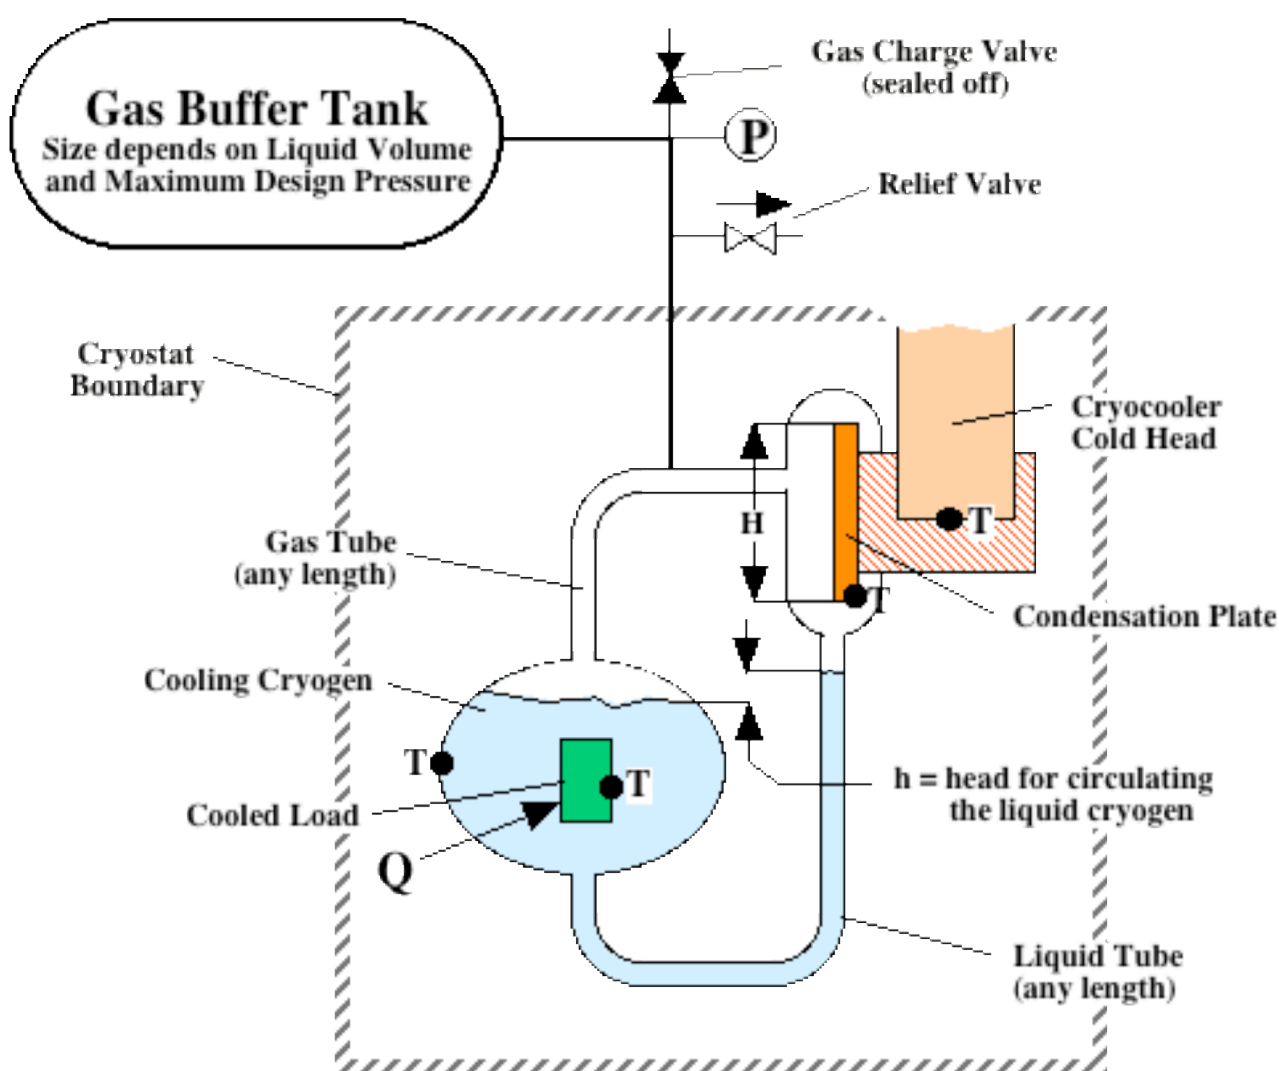 Gas Charge Valve
(sealed off)
Gas Buffer Tank
Size depends on Liquid Volume
and Maximum Design Pressure
P
Relief Valve
Cryostat
Boundary
Cryocooler
Cold Head
H
T
Gas Tube
(any length)
T
Condensation Plate
Cooling Cryogen
T
T
h = head for circulating
the liquid cryogen
Cooled Load
Q
Liquid Tube
(any length)